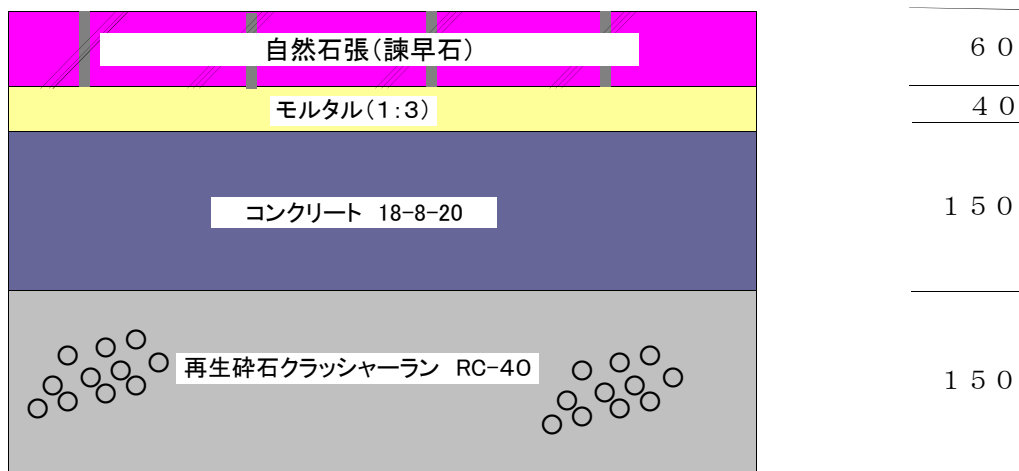 自然石張(諫早石)
６０
モルタル(１:３)
４０
コンクリート　18-8-20
１５０
再生砕石クラッシャーラン　RC-40
１５０